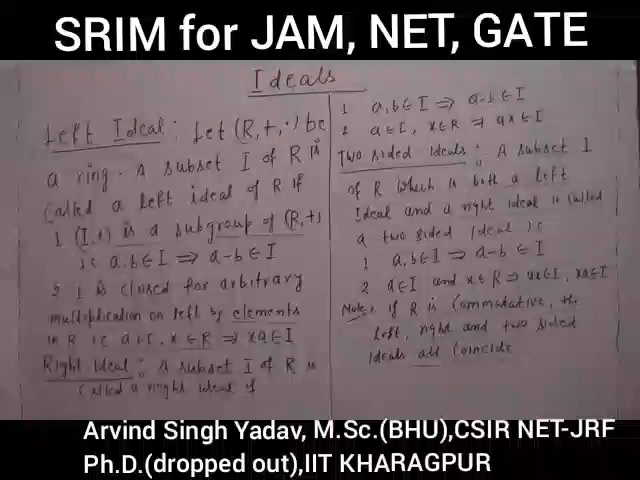 SRIM for JAM, NET, GATE
Ideals
Left Ideal : Let (R,+,·) be
a ring. A subset I of R is
called a left ideal of R if
1 (I,+) is a subgroup of (R,+)
ie a,b∈I ⇒ a-b∈I
2 I is closed for arbitrary
multiplication on left by elements
in R ie a∈I, x∈R ⇒ xa∈I
Right Ideal : A subset I of R is
called a right ideal if
1 a,b∈I ⇒ a-b∈I
2 a∈I, x∈R ⇒ ax∈I
Two sided Ideals : A subset I
of R which is both a left
Ideal and a right ideal is called
a two sided ideal ie
1 a,b∈I ⇒ a-b∈I
2 a∈I and x∈R ⇒ ax∈I, xa∈I
Note: If R is commutative, the
left, right and two sided
ideals all coincide
Arvind Singh Yadav, M.Sc.(BHU),CSIR NET-JRF
Ph.D.(dropped out),IIT KHARAGPUR